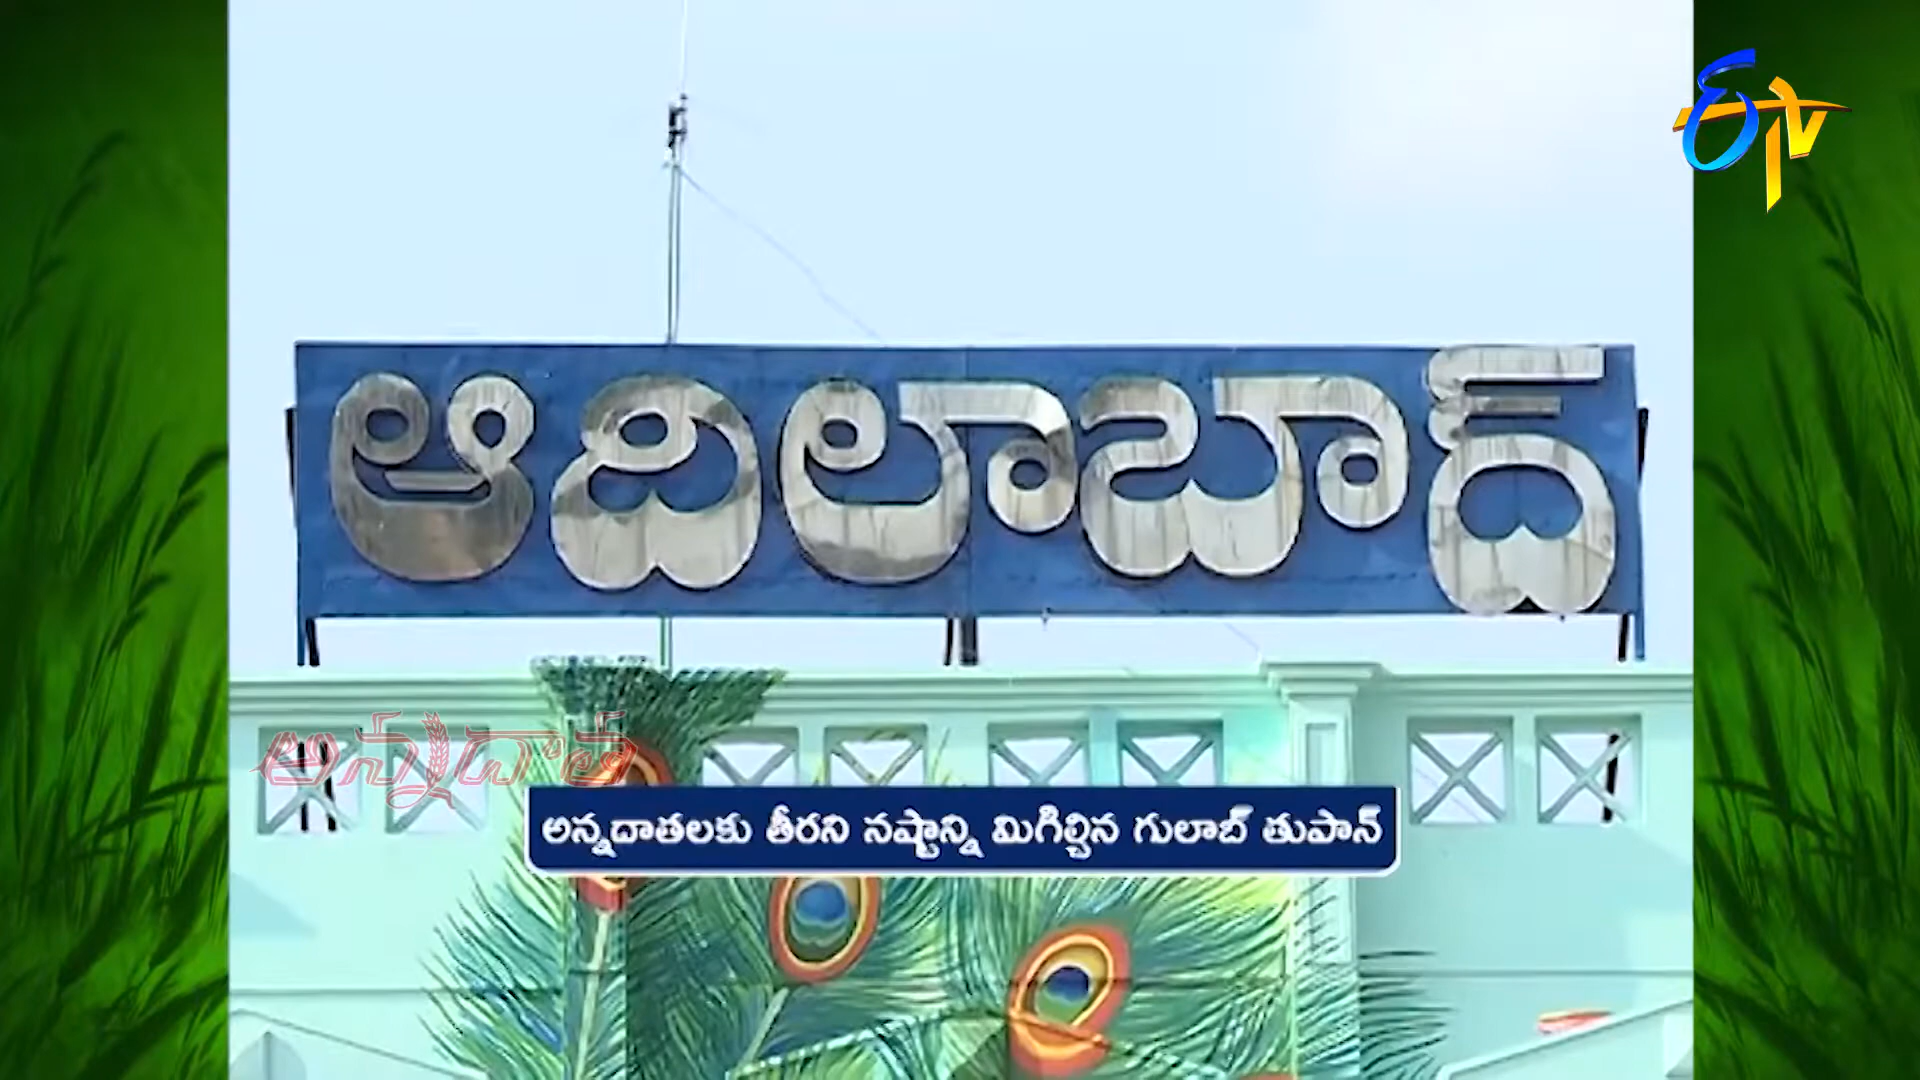 ETV
ఆదిలాబాద్
అన్నదాత
అన్నదాతలకు తీరని నష్టాన్ని మిగిల్చిన గులాబ్ తుపాన్